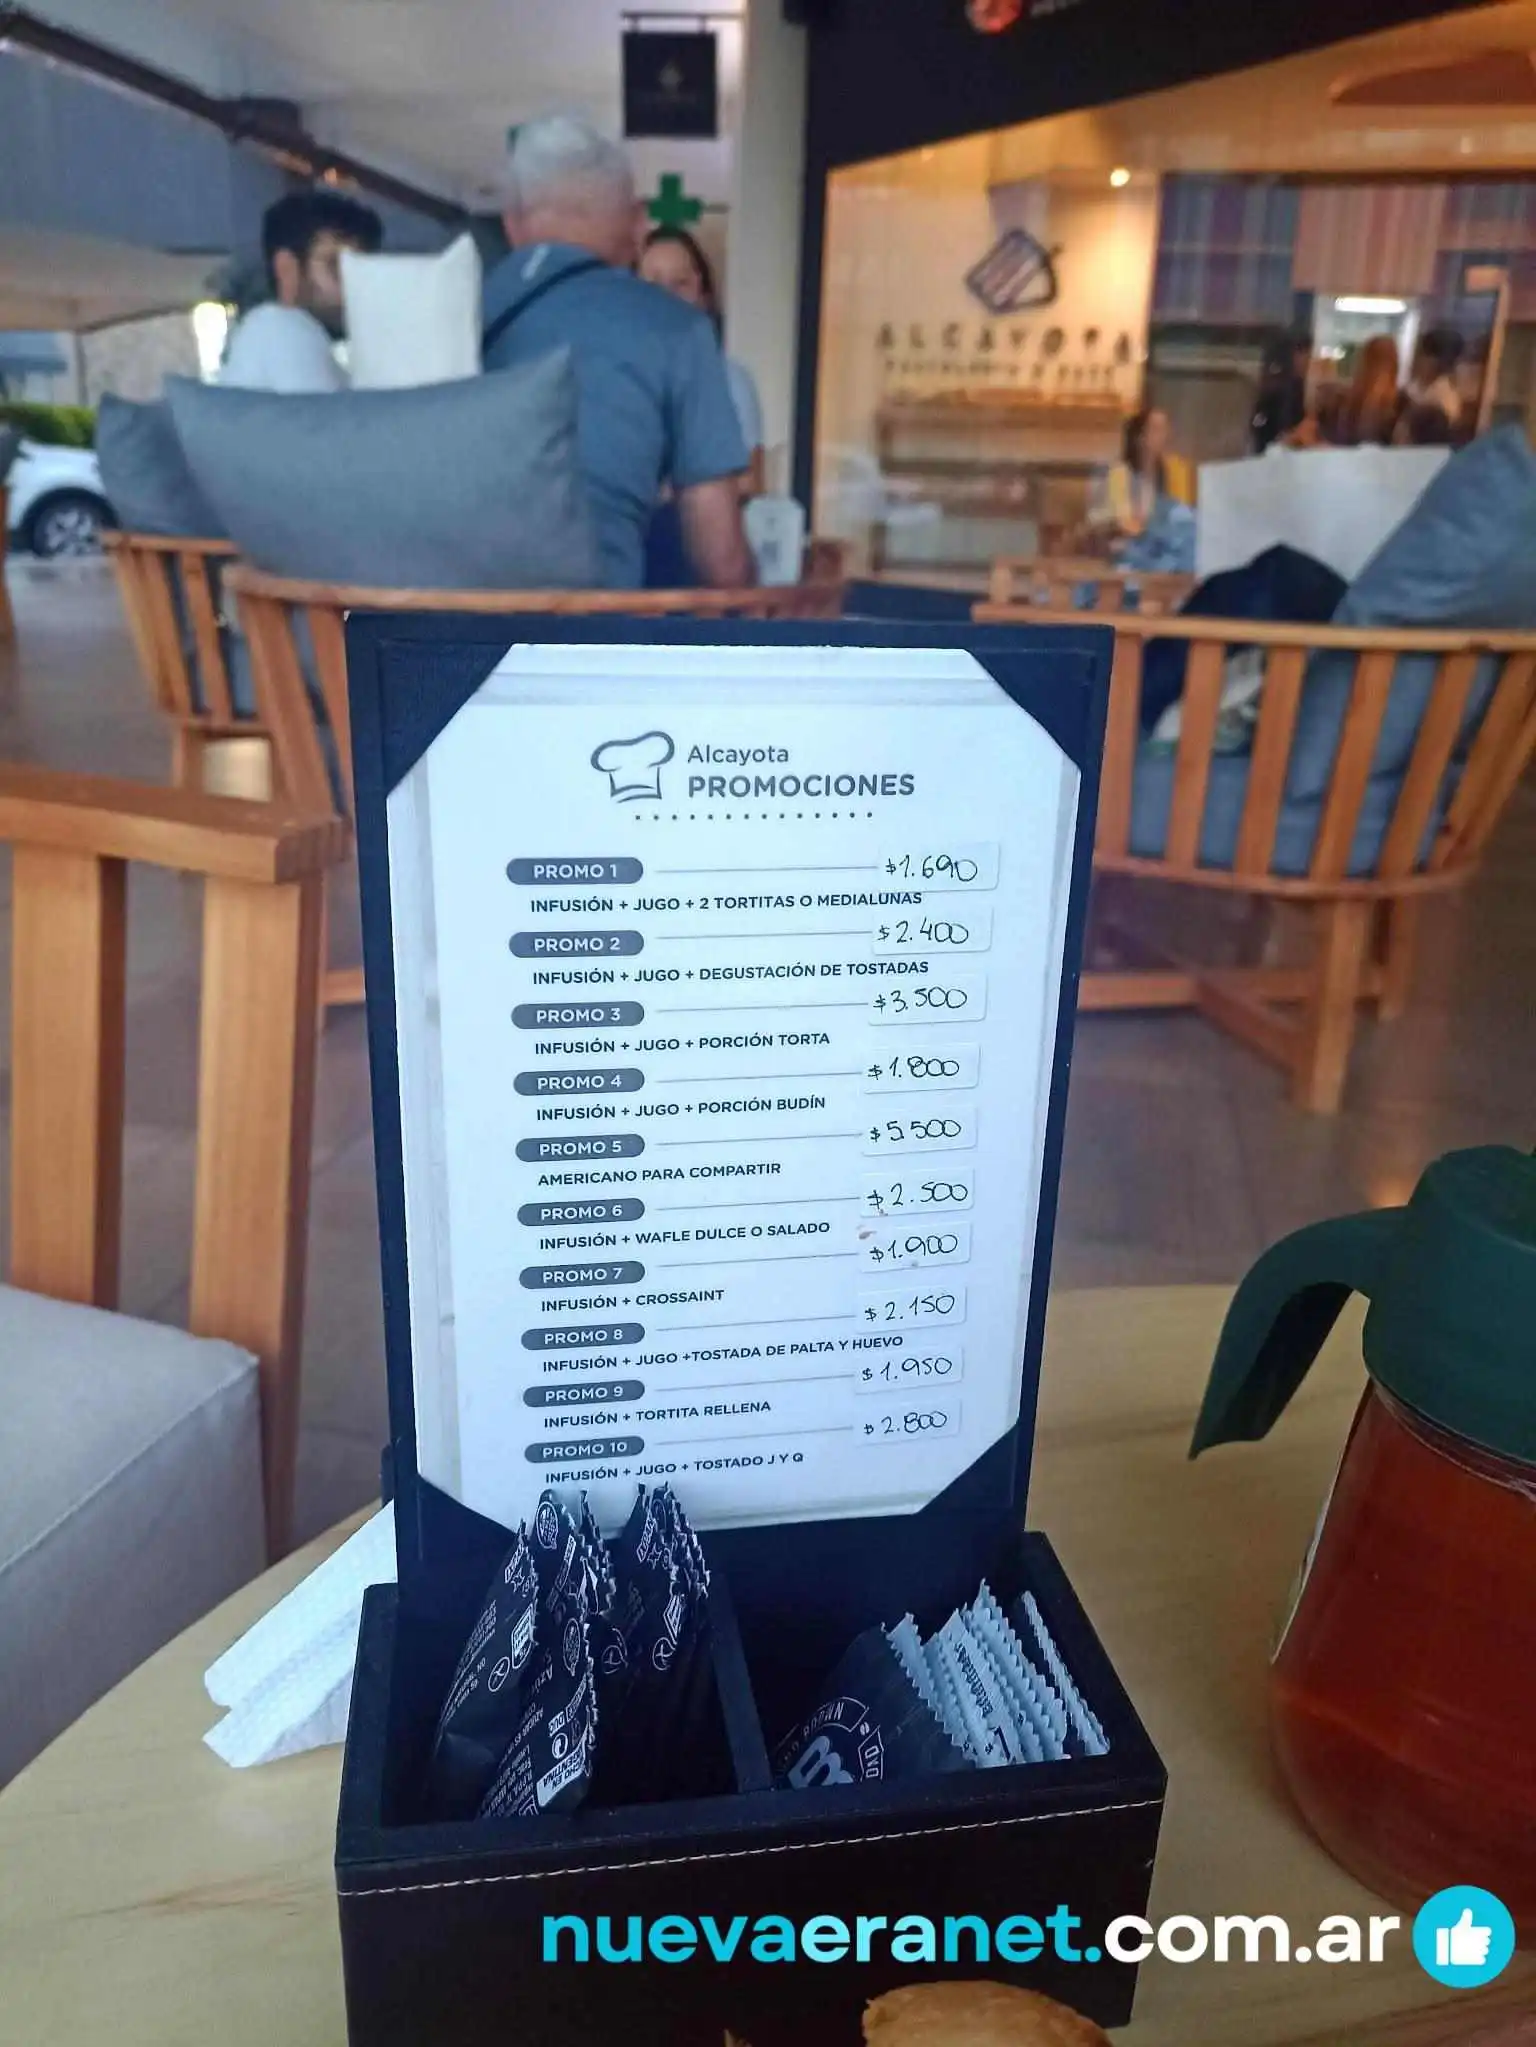 ALCAYOTA
Alcayota
PROMOCIONES
PROMO 1 $1.690
INFUSIÓN + JUGO + 2 TORTITAS O MEDIALUNAS
PROMO 2 $2.400
INFUSIÓN + JUGO + DEGUSTACIÓN DE TOSTADAS
PROMO 3 $3.500
INFUSIÓN + JUGO + PORCIÓN TORTA
PROMO 4 $1.800
INFUSIÓN + JUGO + PORCIÓN BUDÍN
PROMO 5 $5.500
AMERICANO PARA COMPARTIR
PROMO 6 $2.500
INFUSIÓN + WAFLE DULCE O SALADO
PROMO 7 $1.900
INFUSIÓN + CROSSAINT
PROMO 8 $2.150
INFUSIÓN + JUGO +TOSTADA DE PALTA Y HUEVO
PROMO 9 $1.950
INFUSIÓN + TORTITA RELLENA
PROMO 10 $2.800
INFUSIÓN + JUGO + TOSTADO J Y Q
nuevaeranet.com.ar